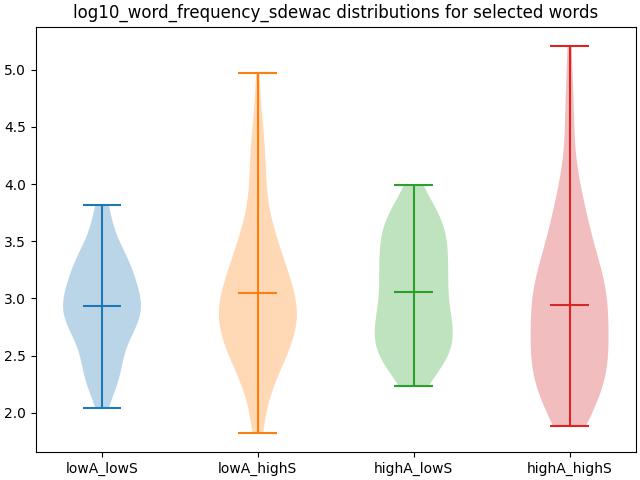 log10_word_frequency_sdewac distributions for selected words
5.0
4.5
4.0
3.5
3.0
2.5
2.0
lowA_lowS
lowA_highS
highA_lowS
highA_highS